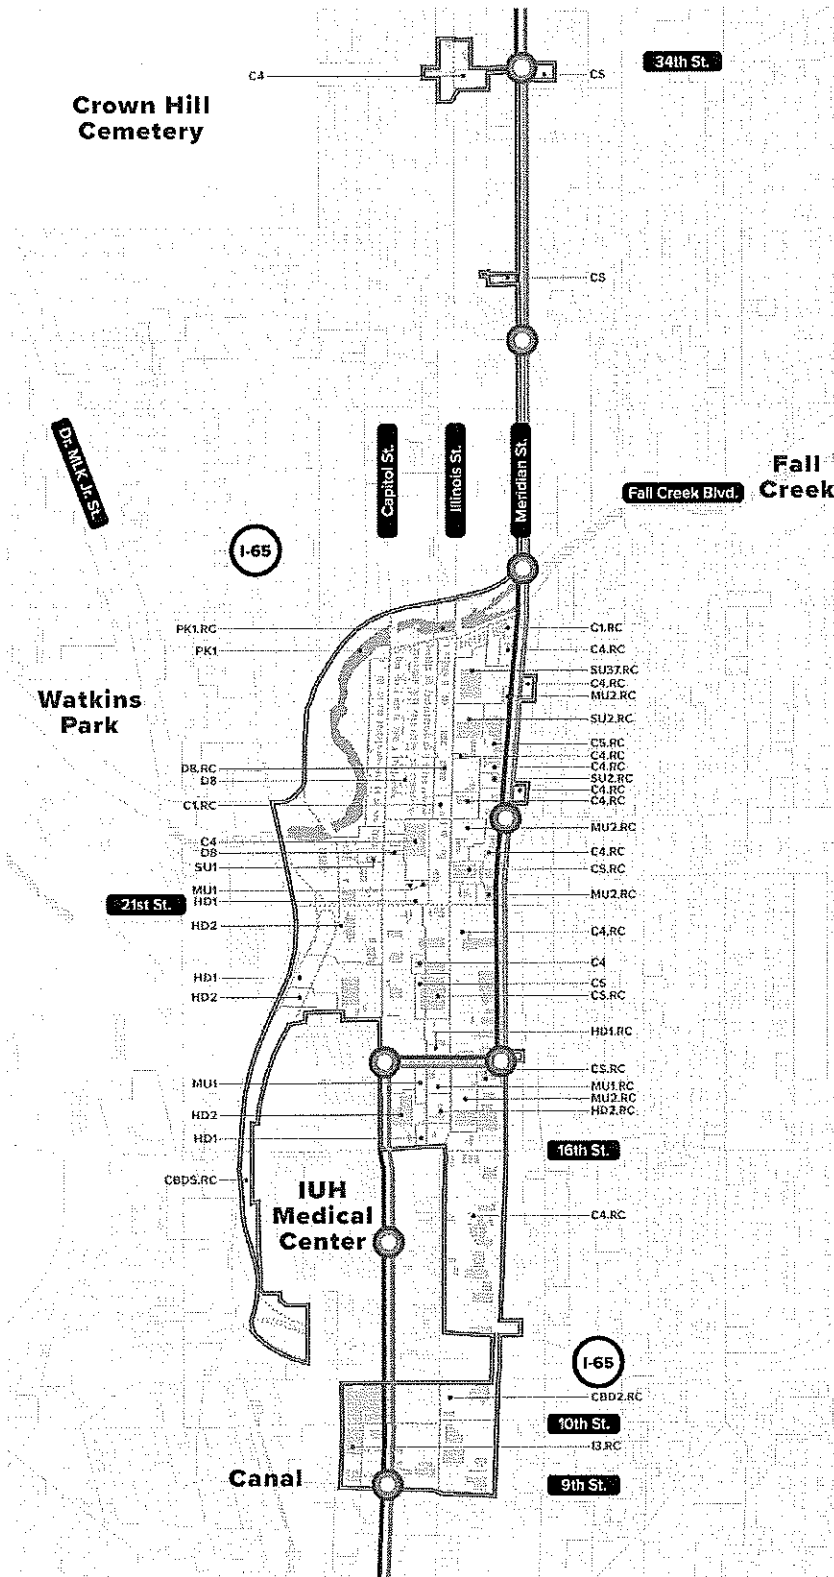 34th St.
C4
CS
Crown Hill
Cemetery
CS
Dr. MLK Jr. St.
Capitol St.
Illinois St.
Meridian St.
Fall
Creek
Fall Creek Blvd.
I-65
PK1.RC
C1.RC
PK1
C4.RC
SU37.RC
C4.RC
MU2.RC
Watkins
Park
SU2.RC
C5.RC
C4.RC
D8.RC
C4.RC
D8
SU2.RC
C4.RC
C1.RC
C4.RC
MU2.RC
C4
D8
C4.RC
SU1
CS.RC
MU1
MU2.RC
HD1
21st St.
HD2
C4.RC
C4
HD1
CS
HD2
CS.RC
HD1.RC
CS.RC
MU1
MU1.RC
MU2.RC
HD2
HD2.RC
HD1
16th St.
CBDS.RC
IUH
Medical
Center
C4.RC
I-65
CBD2.RC
10th St.
I3.RC
Canal
9th St.